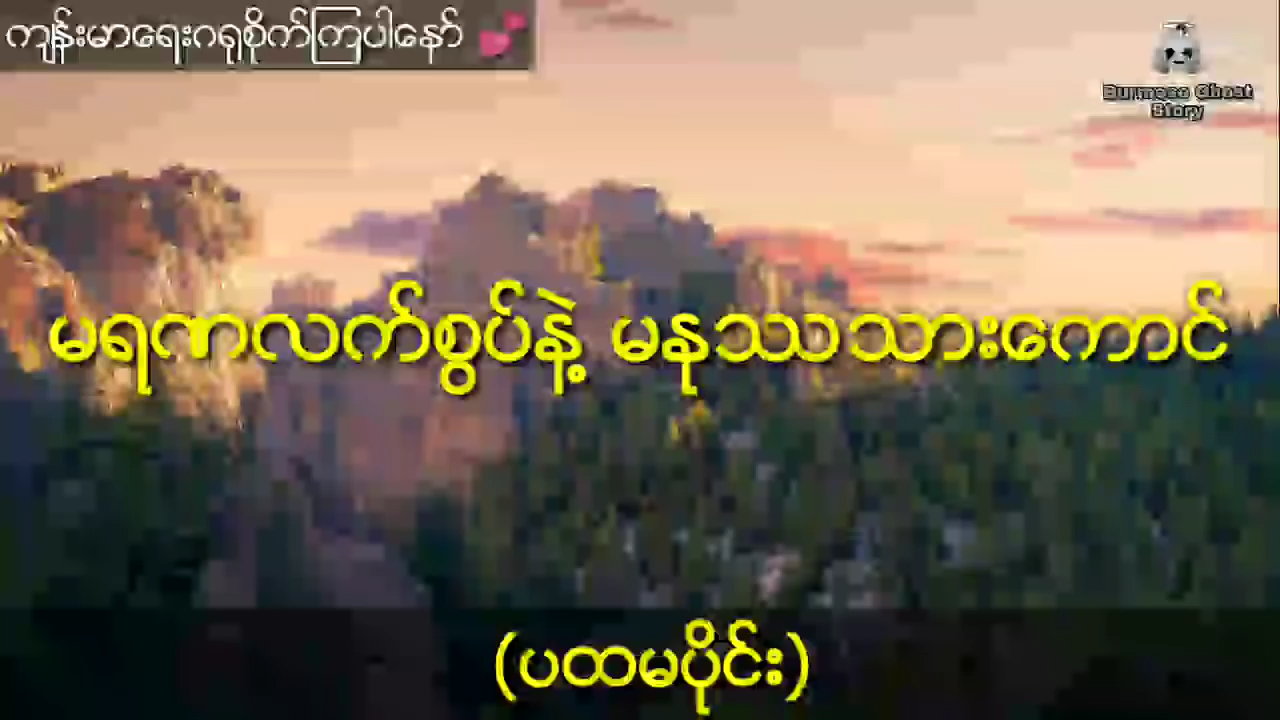 ကျန်းမာရေးဂရုစိုက်ကြပါနော် 💕
Burmese Ghost
Story
မရဏလက်စွပ်နဲ့ မနုဿသားကောင်
(ပထမပိုင်း)